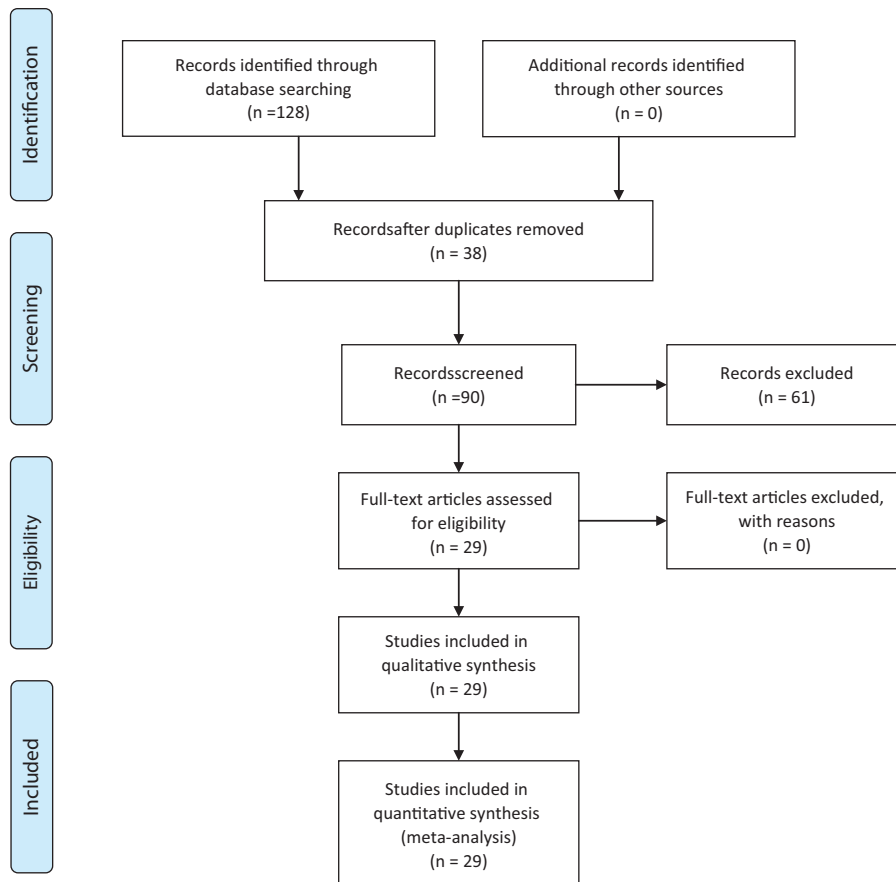 Identification
Records identified through
database searching
(n =128)
Additional records identified
through other sources
(n = 0)
Recordsafter duplicates removed
(n = 38)
Screening
Recordsscreened
(n =90)
Records excluded
(n = 61)
Eligibility
Full-text articles assessed
for eligibility
(n = 29)
Full-text articles excluded,
with reasons
(n = 0)
Studies included in
qualitative synthesis
(n = 29)
Included
Studies included in
quantitative synthesis
(meta-analysis)
(n = 29)